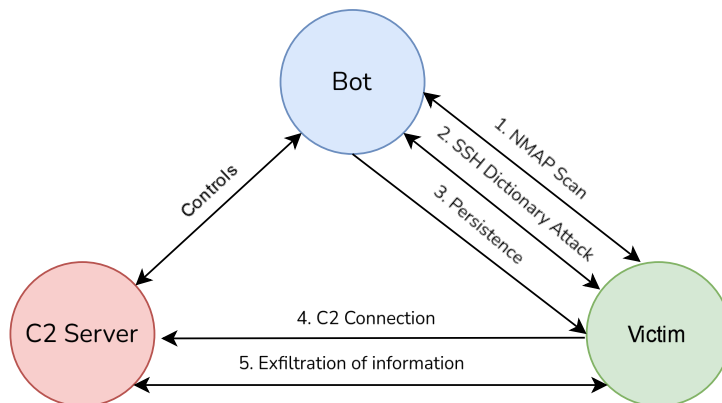 Bot
1. NMAP Scan
2. SSH Dictionary Attack
3. Persistence
Controls
C2 Server
4. C2 Connection
5. Exfiltration of information
Victim